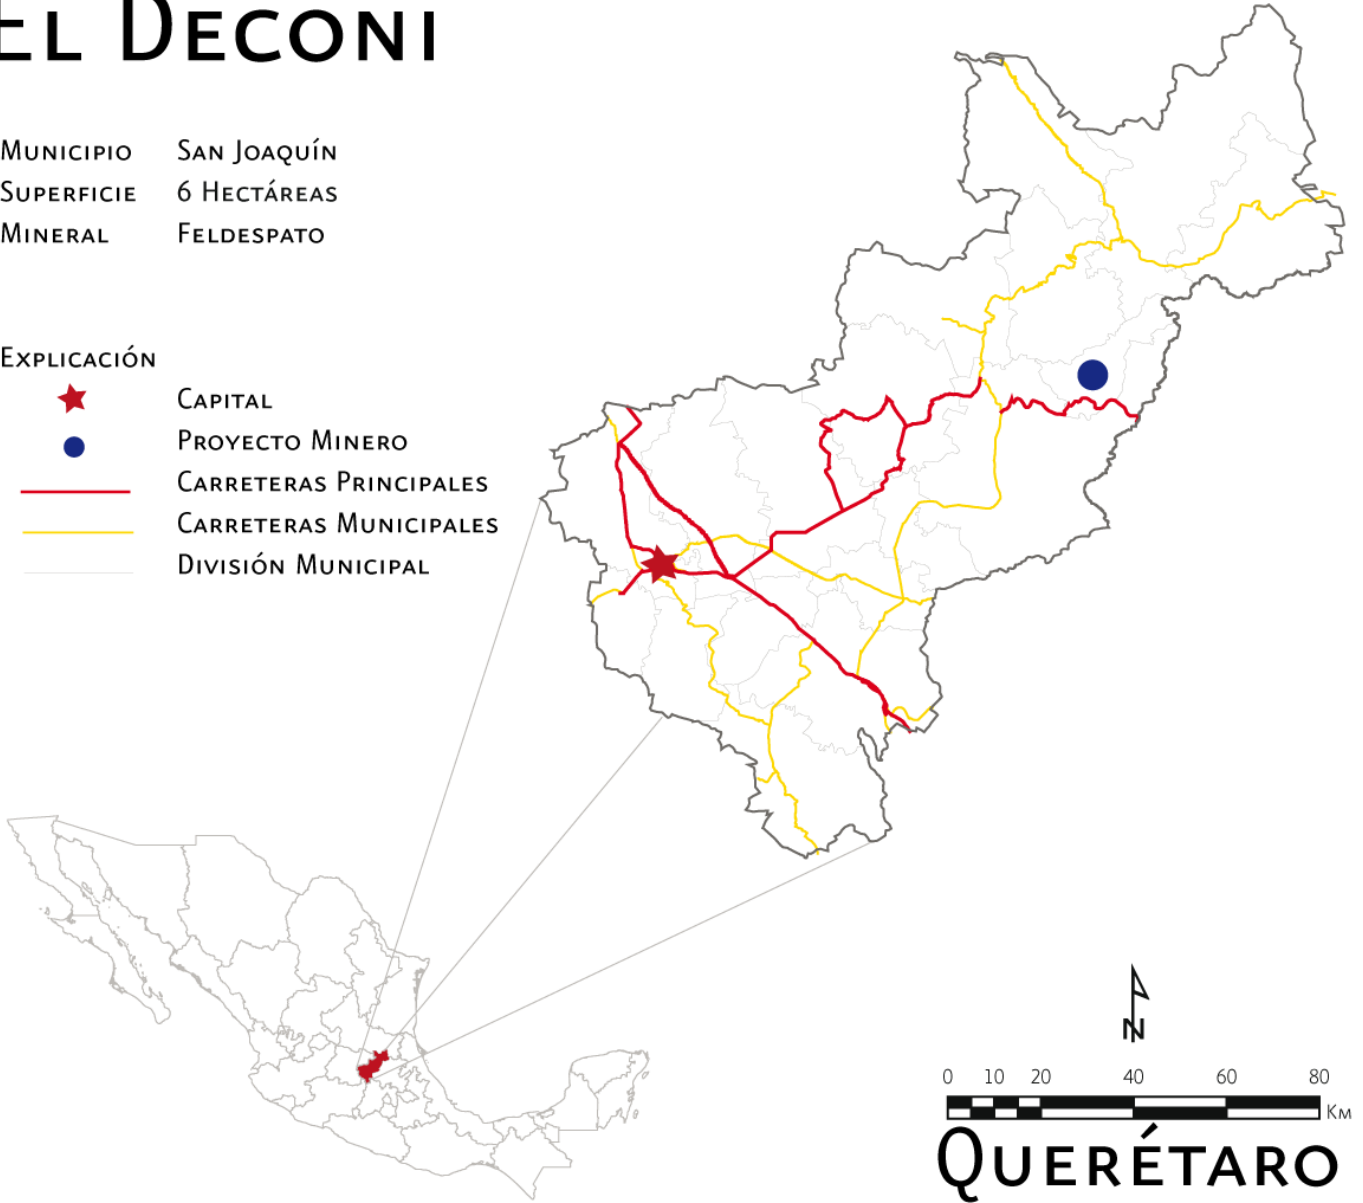 EL DECONI
MUNICIPIO SAN JOAQUÍN
SUPERFICIE 6 HECTÁREAS
MINERAL FELDESPATO
EXPLICACIÓN
CAPITAL
PROYECTO MINERO
CARRETERAS PRINCIPALES
CARRETERAS MUNICIPALES
DIVISIÓN MUNICIPAL
N
0 10 20 40 60 80
KM
QUERÉTARO